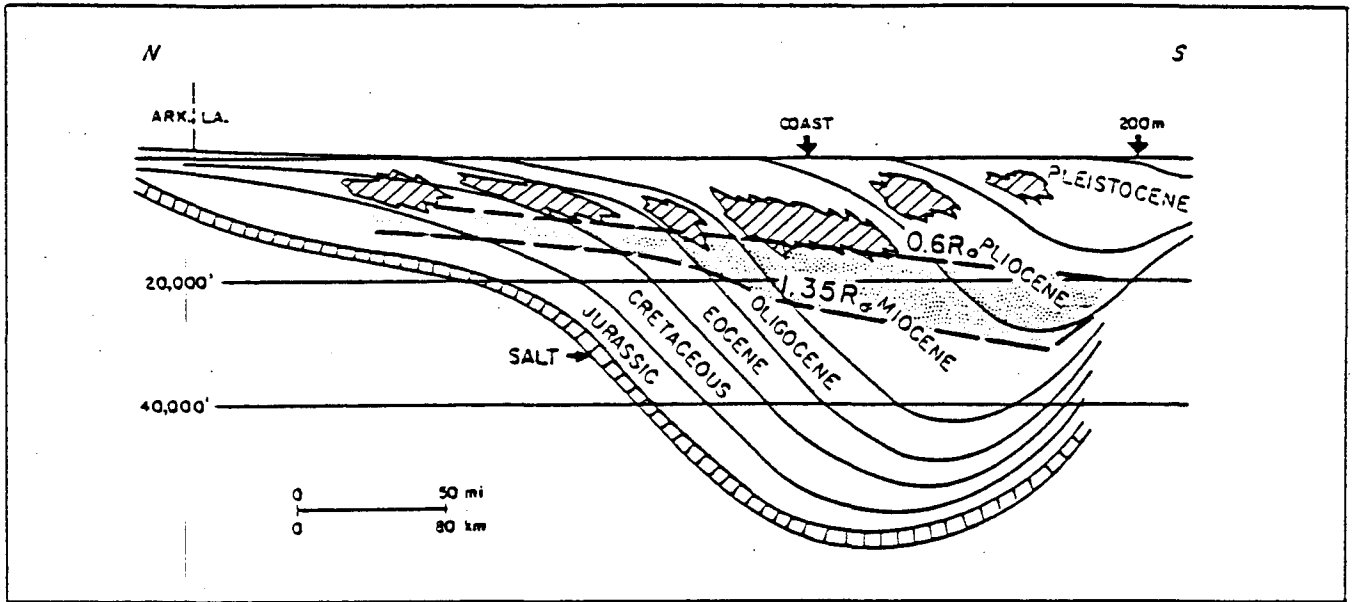 N S
ARK. LA. COAST 200m
PLEISTOCENE
0.6Ro PLIOCENE
20,000' 1.35Ro MIOCENE
OLIGOCENE
EOCENE
CRETACEOUS
JURASSIC
SALT
40,000'
0 50 mi
0 80 km